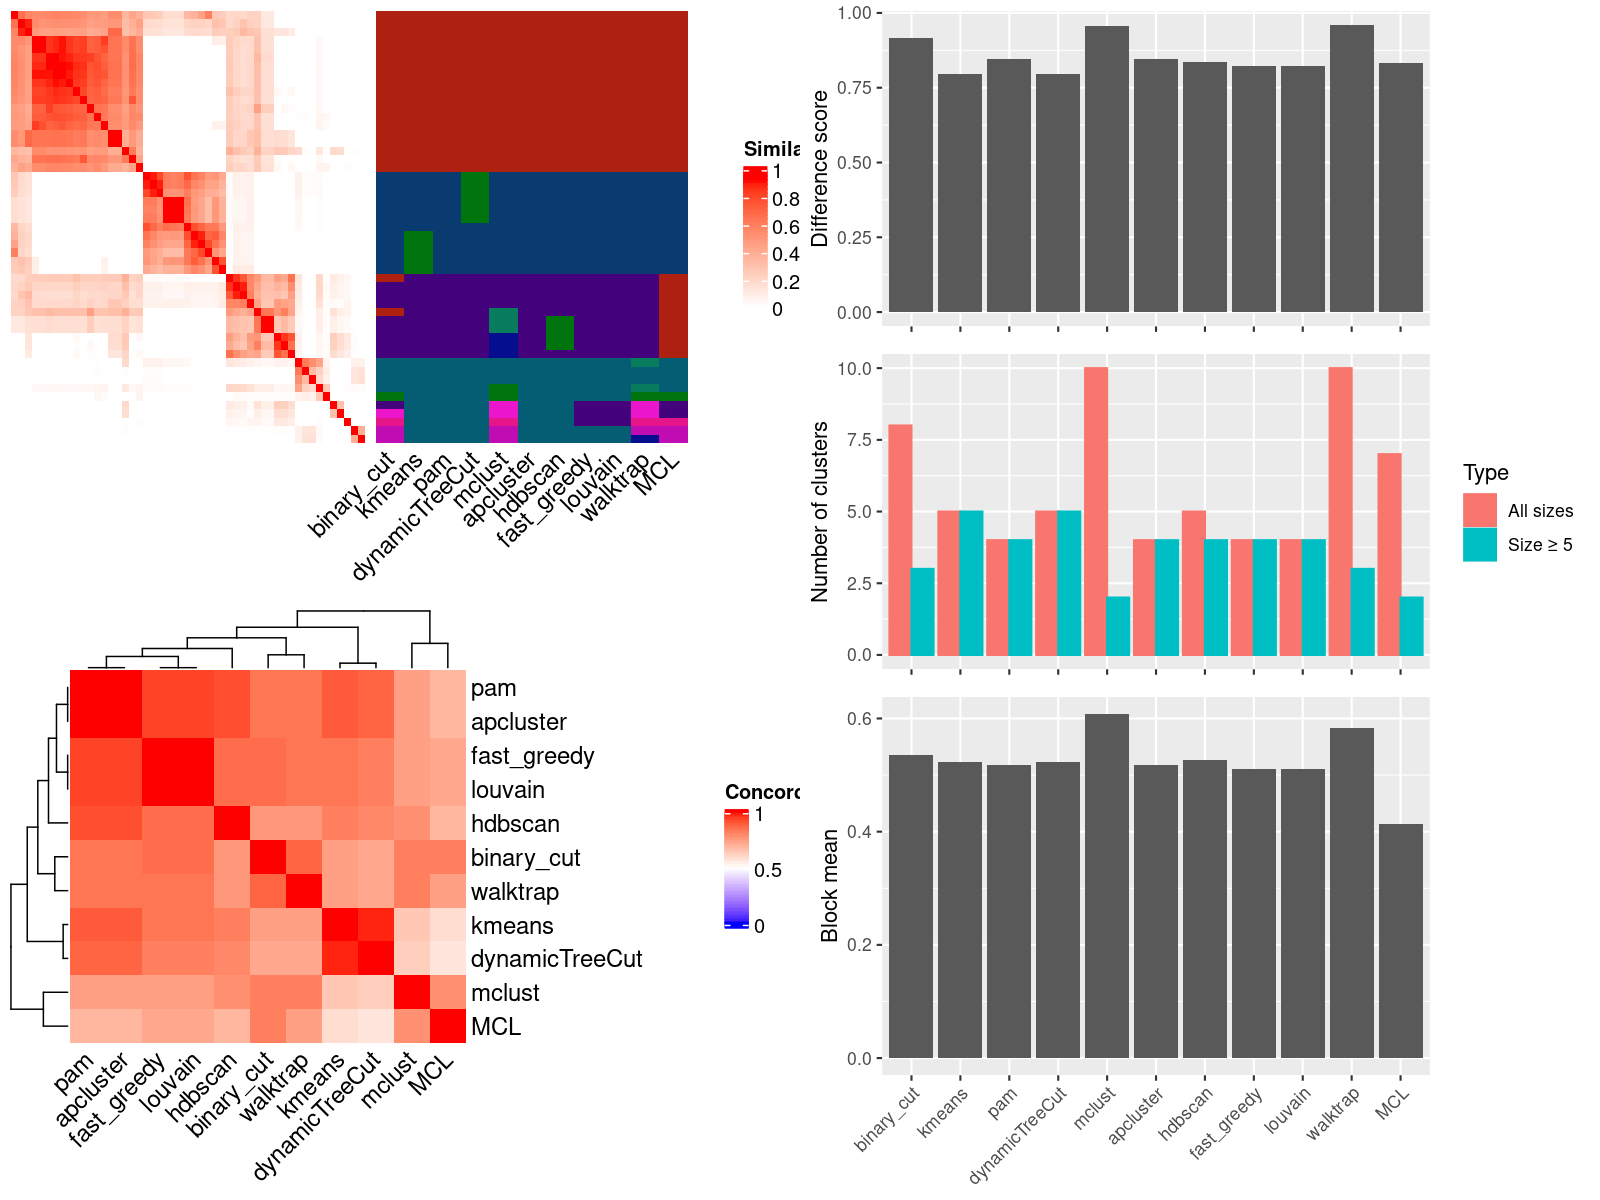 Simila
1
0.8
0.6
0.4
0.2
0
binary_cut
kmeans
pam
dynamicTreeCut
mclust
apcluster
hdbscan
fast_greedy
louvain
walktrap
MCL
pam
apcluster
fast_greedy
louvain
hdbscan
binary_cut
walktrap
kmeans
dynamicTreeCut
mclust
MCL
pam
apcluster
fast_greedy
louvain
hdbscan
binary_cut
walktrap
kmeans
dynamicTreeCut
mclust
MCL
Concord
1
0.5
0
Difference score
1.00
0.75
0.50
0.25
0.00
Number of clusters
10.0
7.5
5.0
2.5
0.0
Type
All sizes
Size ≥ 5
Block mean
0.6
0.4
0.2
0.0
binary_cut
kmeans
pam
dynamicTreeCut
mclust
apcluster
hdbscan
fast_greedy
louvain
walktrap
MCL